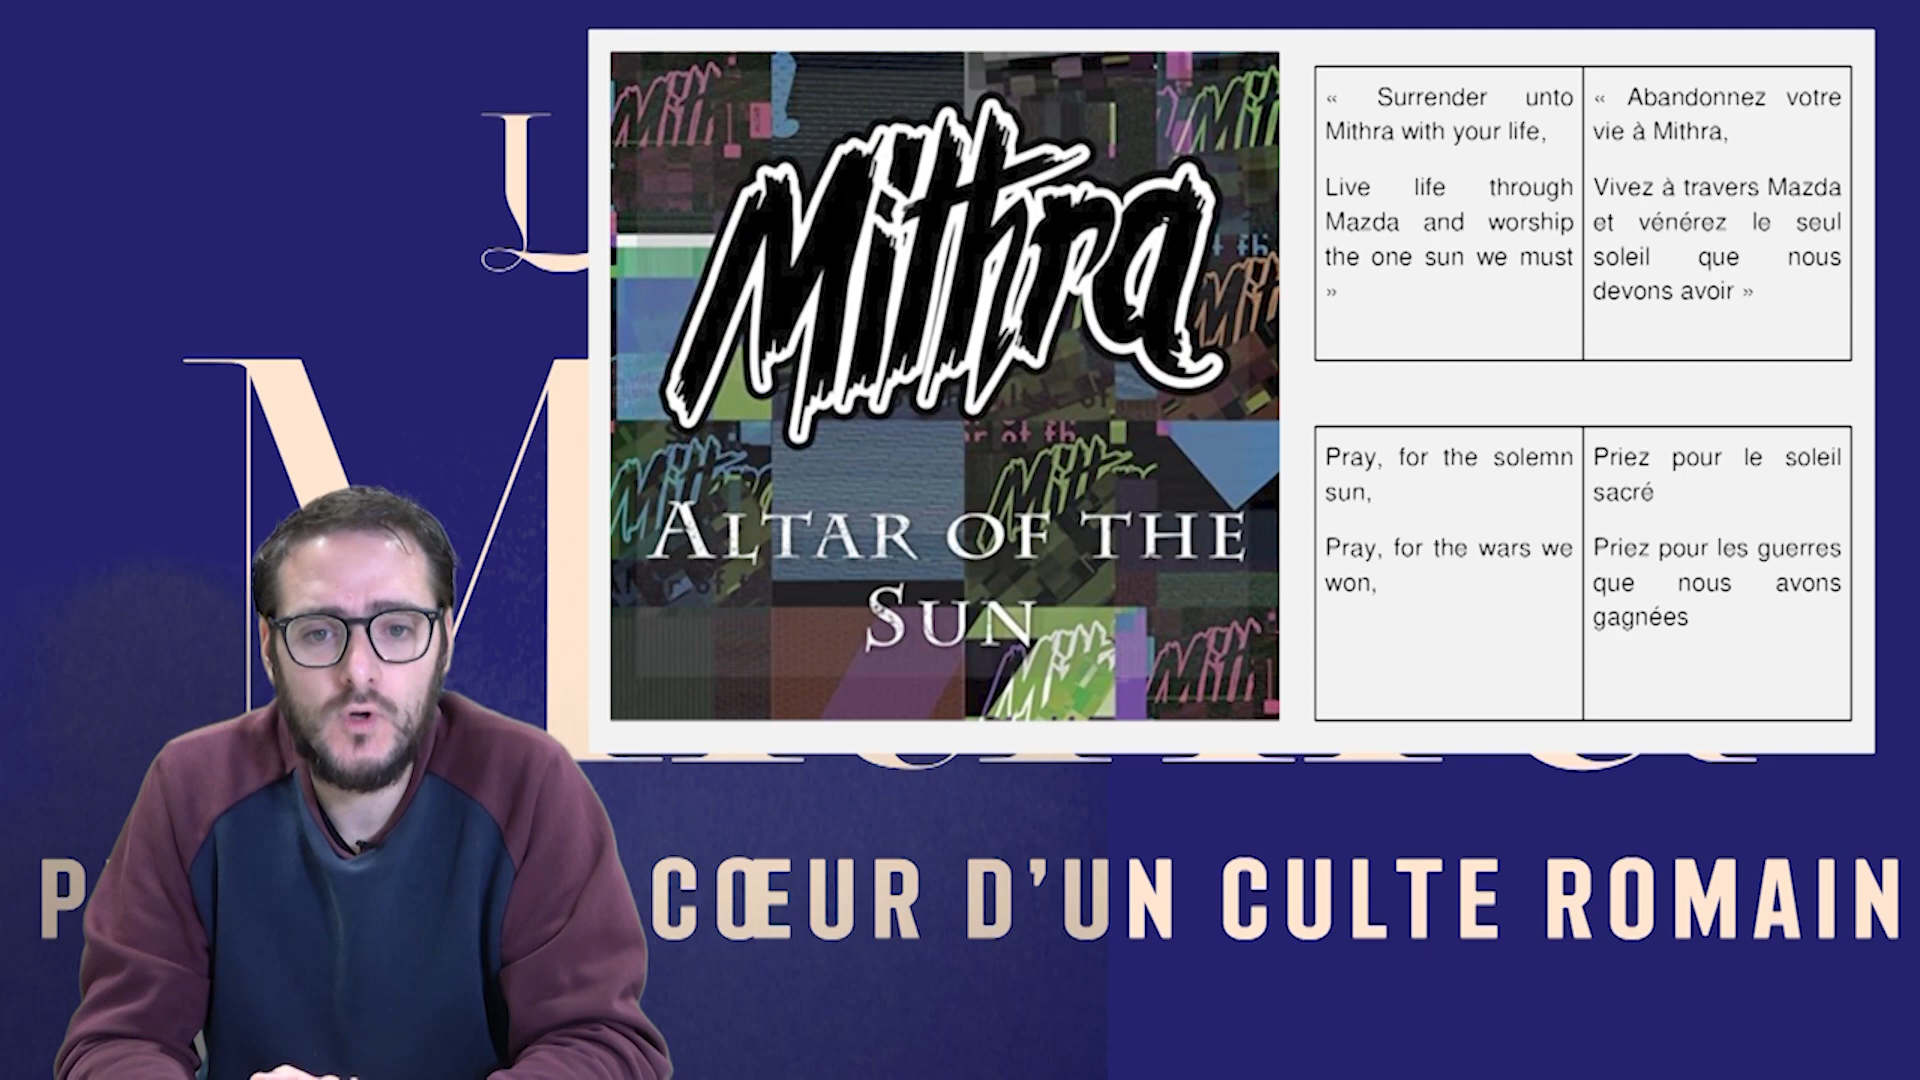 L
M
Mithra
ALTAR OF THE
SUN
« Surrender unto
Mithra with your life,
Live life through
Mazda and worship
the one sun we must
»
« Abandonnez votre
vie à Mithra,
Vivez à travers Mazda
et vénérez le seul
soleil que nous
devons avoir »
Pray, for the solemn
sun,
Pray, for the wars we
won,
Priez pour le soleil
sacré
Priez pour les guerres
que nous avons
gagnées
P
CŒUR D'UN CULTE ROMAIN